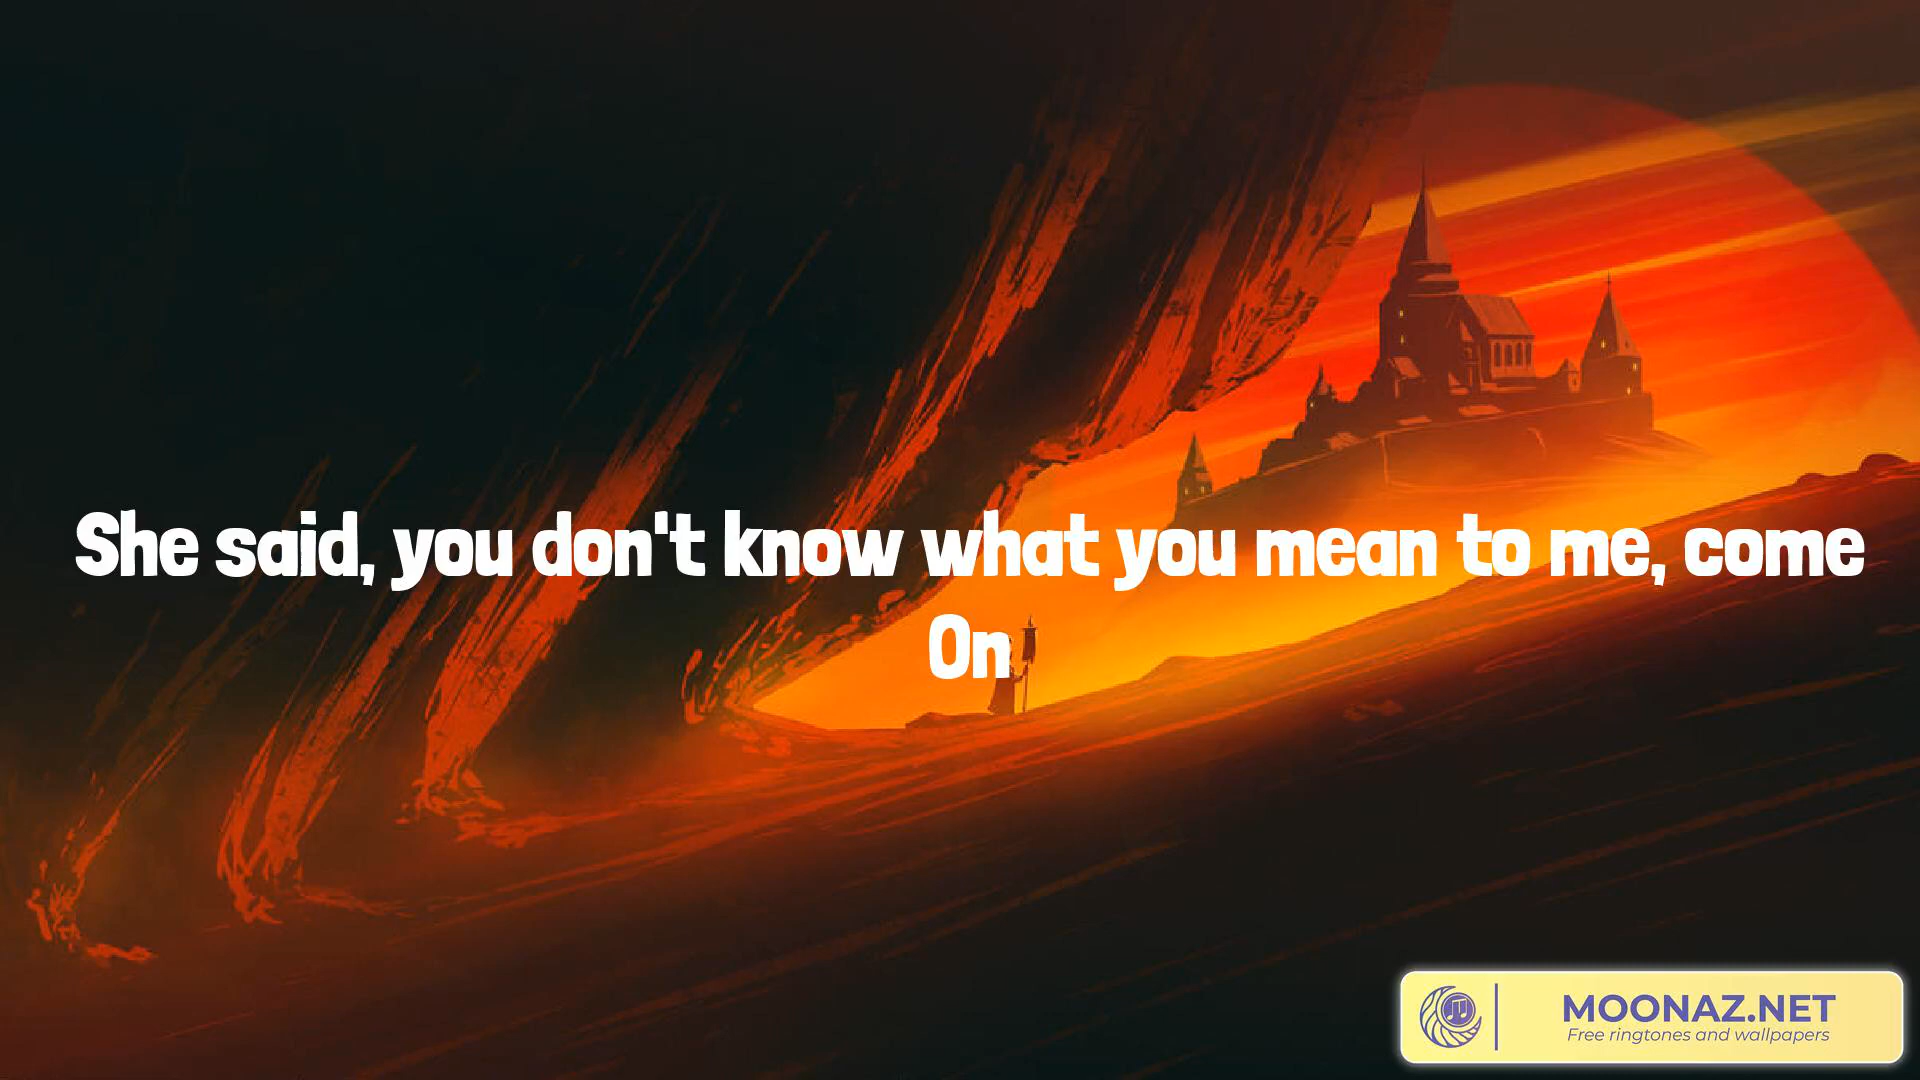 She said, you don't know what you mean to me, come
On
MOONAZ.NET
Free ringtones and wallpapers